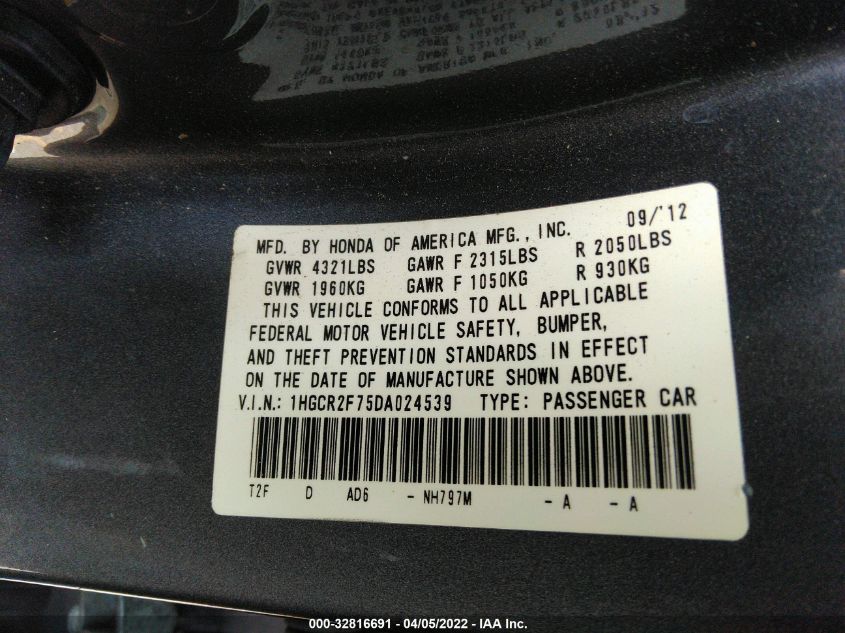 MFD. BY HONDA OF AMERICA MFG., INC. 09/'12
GVWR 4321LBS GAWR F 2315LBS R 2050LBS
GVWR 1960KG GAWR F 1050KG R 930KG
THIS VEHICLE CONFORMS TO ALL APPLICABLE
FEDERAL MOTOR VEHICLE SAFETY, BUMPER,
AND THEFT PREVENTION STANDARDS IN EFFECT
ON THE DATE OF MANUFACTURE SHOWN ABOVE.
V.I.N.: 1HGCR2F75DA024539 TYPE: PASSENGER CAR
T2F D AD6 - NH797M - A - A
000-32816691 - 04/05/2022 - IAA Inc.